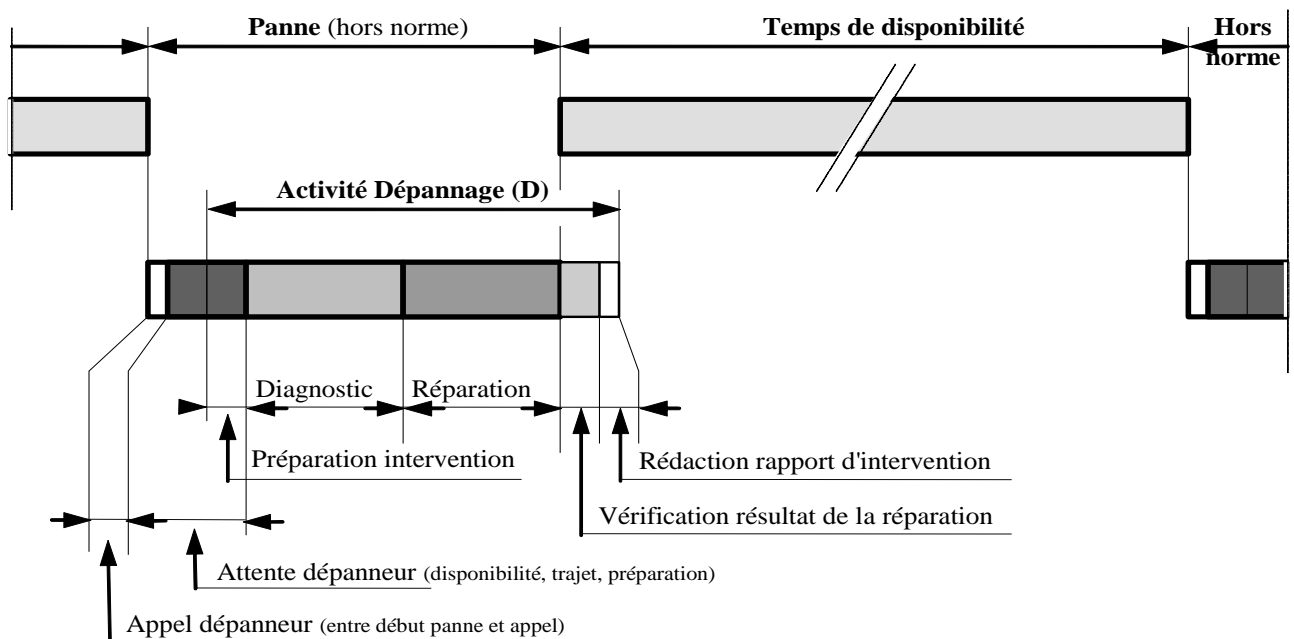 Panne (hors norme)
Temps de disponibilité
Hors
norme
Activité Dépannage (D)
Diagnostic
Réparation
Préparation intervention
Rédaction rapport d'intervention
Vérification résultat de la réparation
Attente dépanneur (disponibilité, trajet, préparation)
Appel dépanneur (entre début panne et appel)